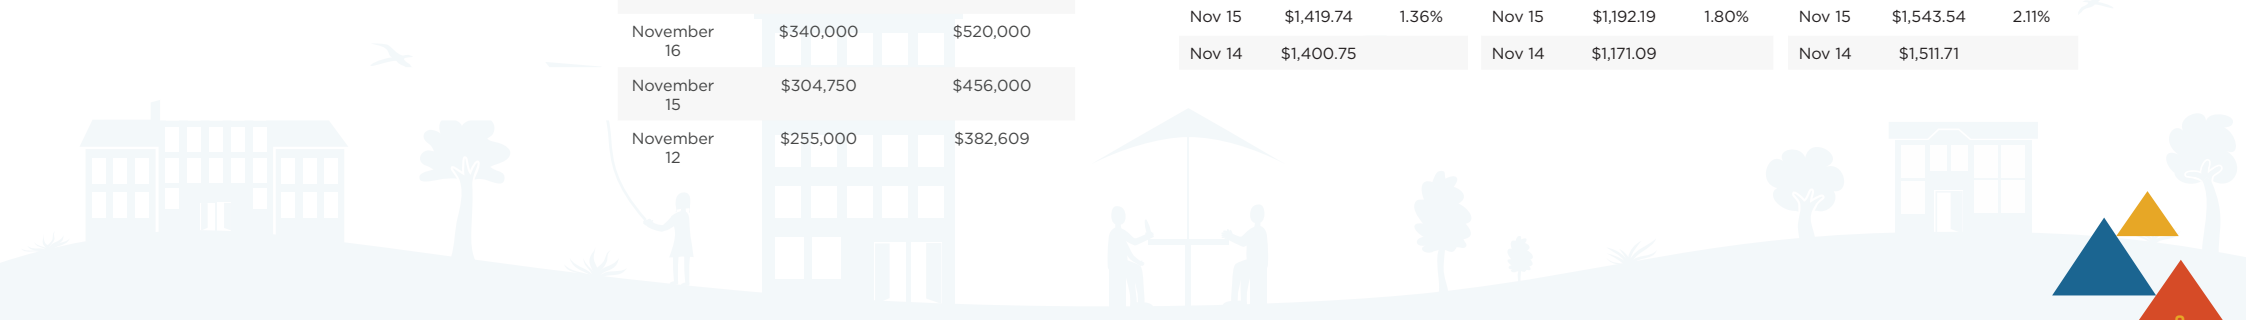 November $340,000 $520,000
16
November $304,750 $456,000
15
November $255,000 $382,609
12
Nov 15 $1,419.74 1.36% Nov 15 $1,192.19 1.80% Nov 15 $1,543.54 2.11%
Nov 14 $1,400.75 Nov 14 $1,171.09 Nov 14 $1,511.71